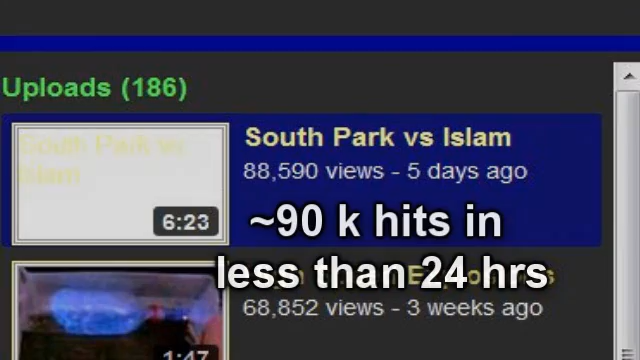 Uploads (186)
South Park vs
Islam
6:23
South Park vs Islam
88,590 views - 5 days ago
~90 k hits in
less than 24 hrs
68,852 views - 3 weeks ago
1:47